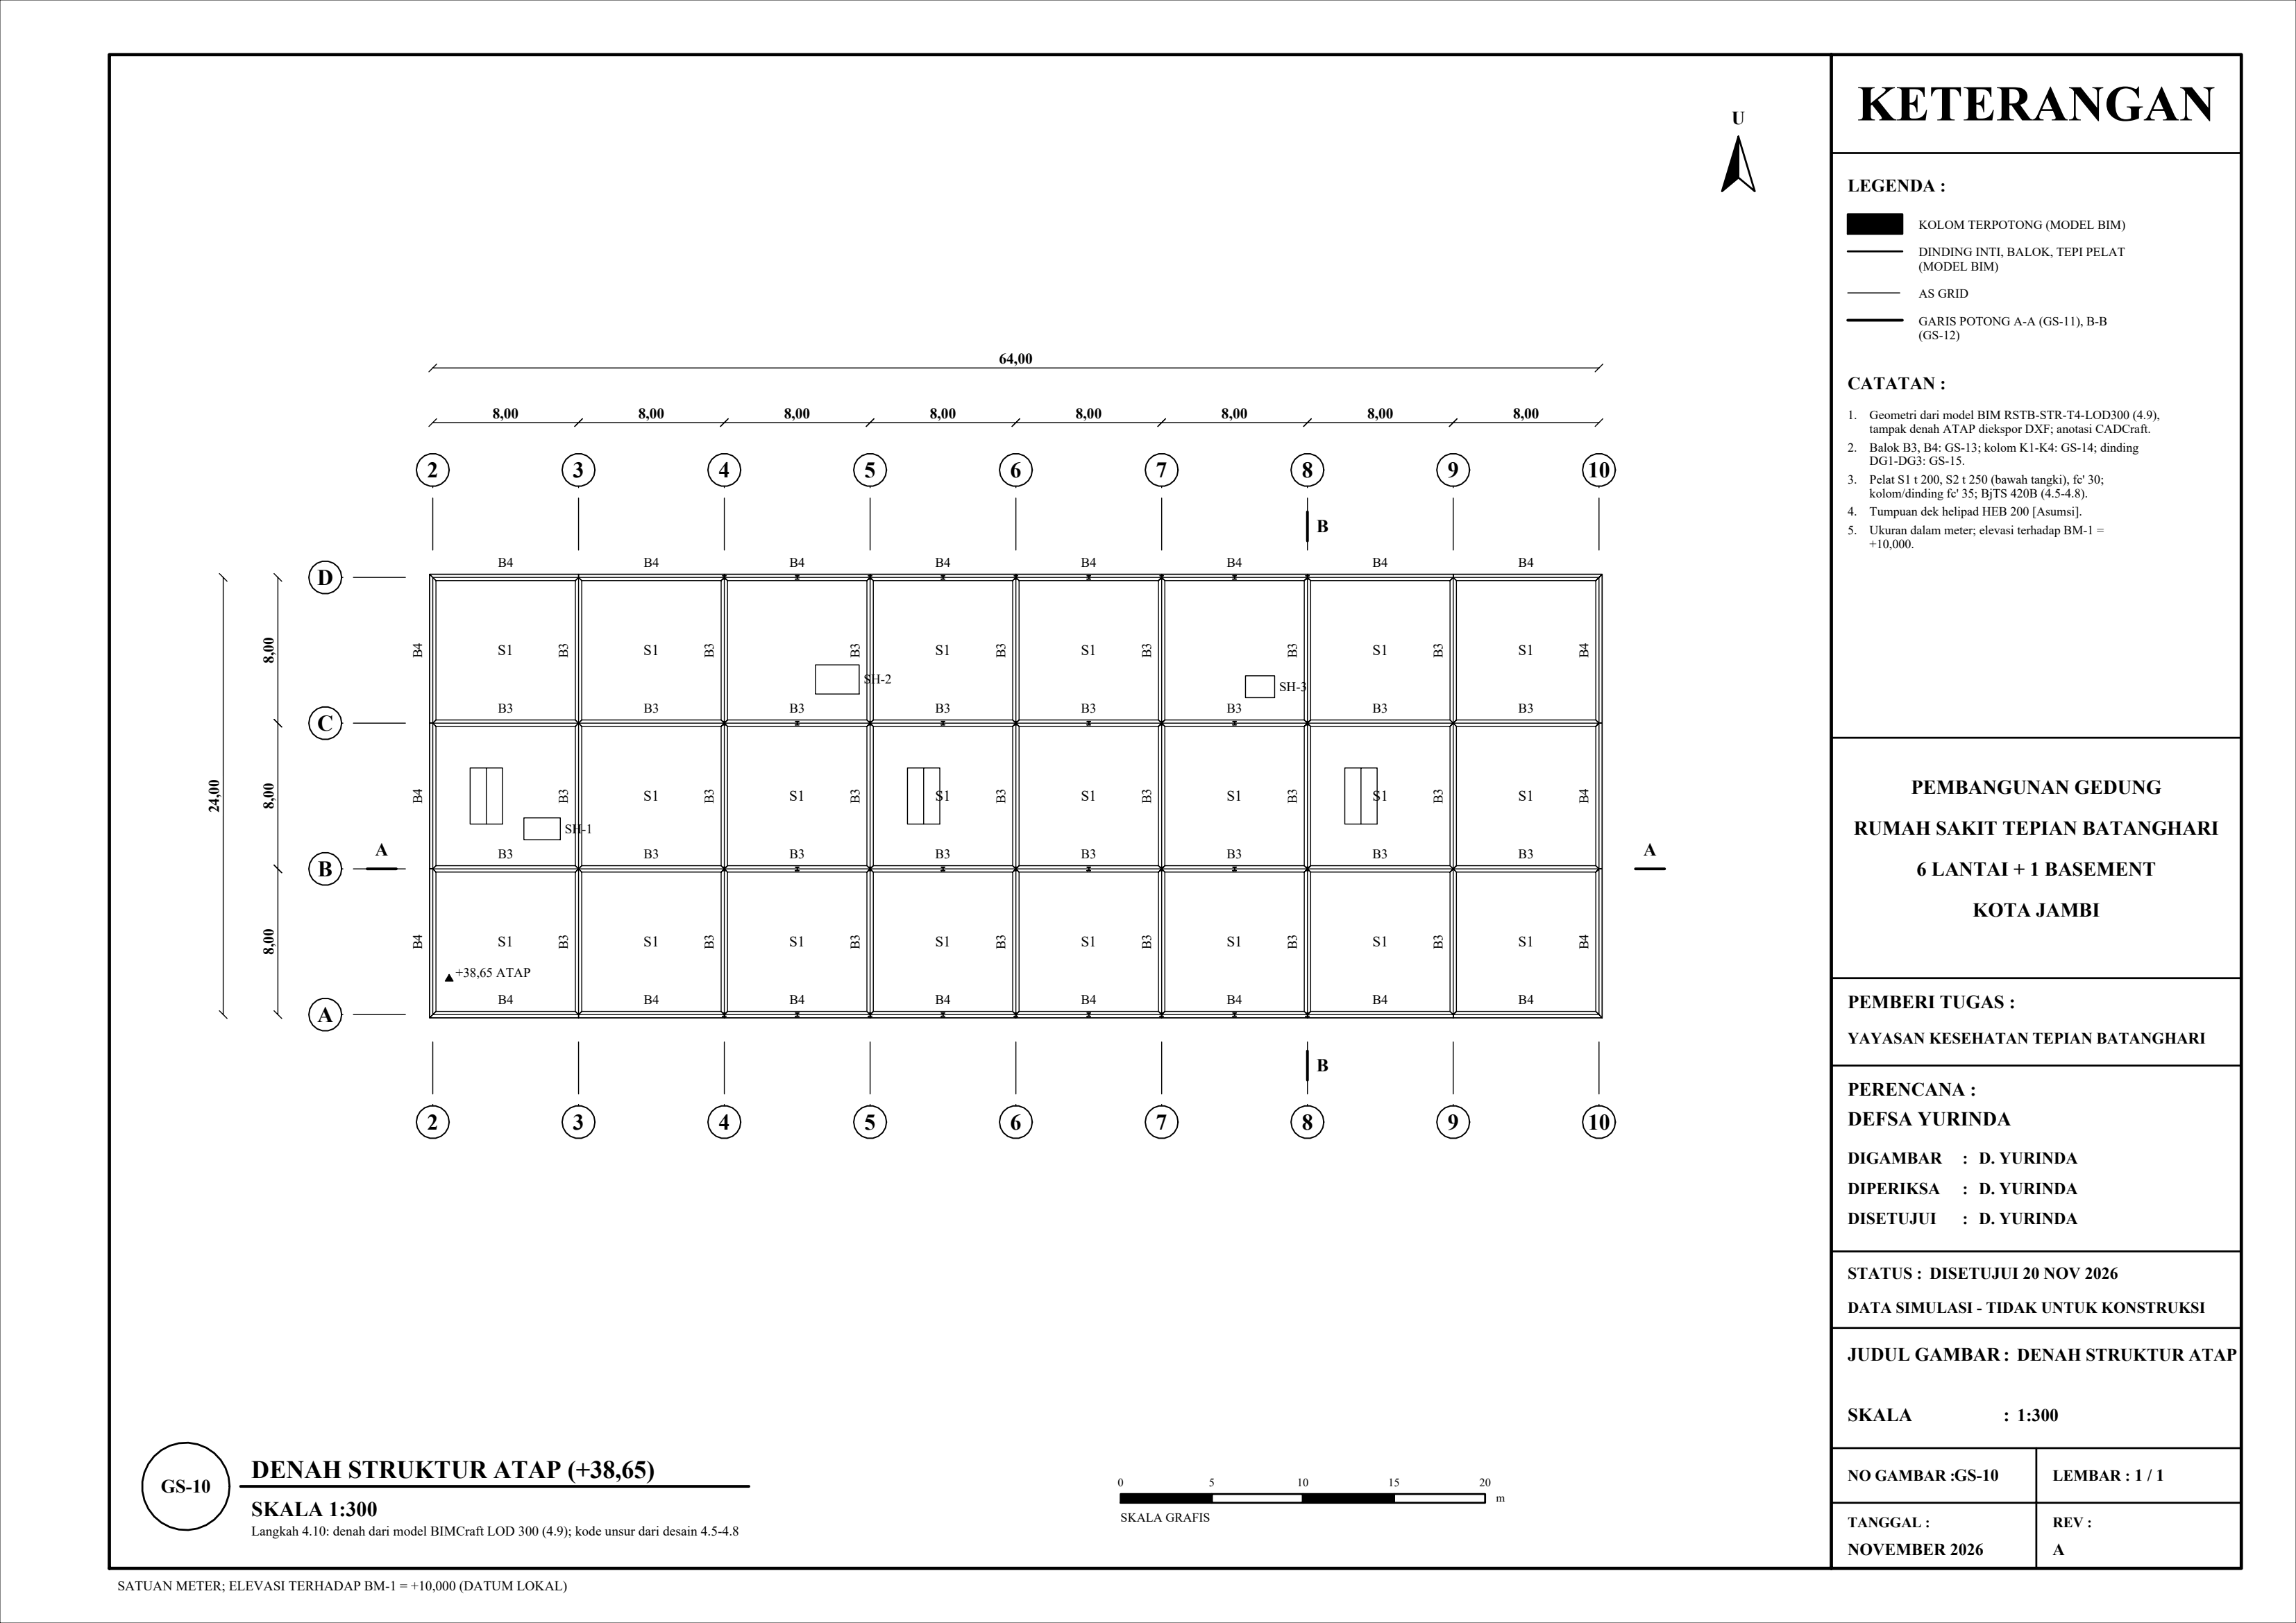 U
64,00
8,00 8,00 8,00 8,00 8,00 8,00 8,00 8,00
2 3 4 5 6 7 8 9 10
B
B4 B4 B4 B4 B4 B4 B4 B4
D
8,00
B4 S1 B3 S1 B3 B3 S1 B3 S1 B3 B3 S1 B3 S1 B4
SH-2 SH-3
B3 B3 B3 B3 B3 B3 B3 B3
C
24,00
8,00
B4 B3 S1 B3 S1 B3 S1 B3 S1 B3 S1 B3 S1 B3 S1 B4
SH-1
A B3 B3 B3 B3 B3 B3 B3 B3 A
B
8,00
B4 S1 B3 S1 B3 S1 B3 S1 B3 S1 B3 S1 B3 S1 B3 S1 B4
+38,65 ATAP
B4 B4 B4 B4 B4 B4 B4 B4
A
B
2 3 4 5 6 7 8 9 10
GS-10
DENAH STRUKTUR ATAP (+38,65)
SKALA 1:300
Langkah 4.10: denah dari model BIMCraft LOD 300 (4.9); kode unsur dari desain 4.5-4.8
0 5 10 15 20
m
SKALA GRAFIS
SATUAN METER; ELEVASI TERHADAP BM-1 = +10,000 (DATUM LOKAL)
KETERANGAN
LEGENDA :
KOLOM TERPOTONG (MODEL BIM)
DINDING INTI, BALOK, TEPI PELAT
(MODEL BIM)
AS GRID
GARIS POTONG A-A (GS-11), B-B
(GS-12)
CATATAN :
1. Geometri dari model BIM RSTB-STR-T4-LOD300 (4.9),
tampak denah ATAP diekspor DXF; anotasi CADCraft.
2. Balok B3, B4: GS-13; kolom K1-K4: GS-14; dinding
DG1-DG3: GS-15.
3. Pelat S1 t 200, S2 t 250 (bawah tangki), fc' 30;
kolom/dinding fc' 35; BjTS 420B (4.5-4.8).
4. Tumpuan dek helipad HEB 200 [Asumsi].
5. Ukuran dalam meter; elevasi terhadap BM-1 =
+10,000.
PEMBANGUNAN GEDUNG
RUMAH SAKIT TEPIAN BATANGHARI
6 LANTAI + 1 BASEMENT
KOTA JAMBI
PEMBERI TUGAS :
YAYASAN KESEHATAN TEPIAN BATANGHARI
PERENCANA :
DEFSA YURINDA
DIGAMBAR : D. YURINDA
DIPERIKSA : D. YURINDA
DISETUJUI : D. YURINDA
STATUS : DISETUJUI 20 NOV 2026
DATA SIMULASI - TIDAK UNTUK KONSTRUKSI
JUDUL GAMBAR : DENAH STRUKTUR ATAP
SKALA : 1:300
NO GAMBAR :GS-10 LEMBAR : 1 / 1
TANGGAL : REV :
NOVEMBER 2026 A